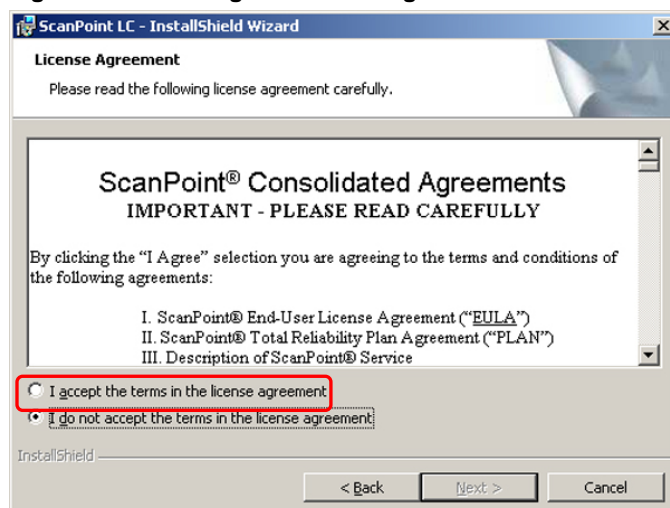 ScanPoint LC - InstallShield Wizard
License Agreement
Please read the following license agreement carefully.
ScanPoint® Consolidated Agreements
IMPORTANT - PLEASE READ CAREFULLY
By clicking the “I Agree” selection you are agreeing to the terms and conditions of
the following agreements:
I. ScanPoint® End-User License Agreement (“EULA”)
II. ScanPoint® Total Reliability Plan Agreement (“PLAN”)
III. Description of ScanPoint® Service
I accept the terms in the license agreement
I do not accept the terms in the license agreement
InstallShield
< Back Next > Cancel